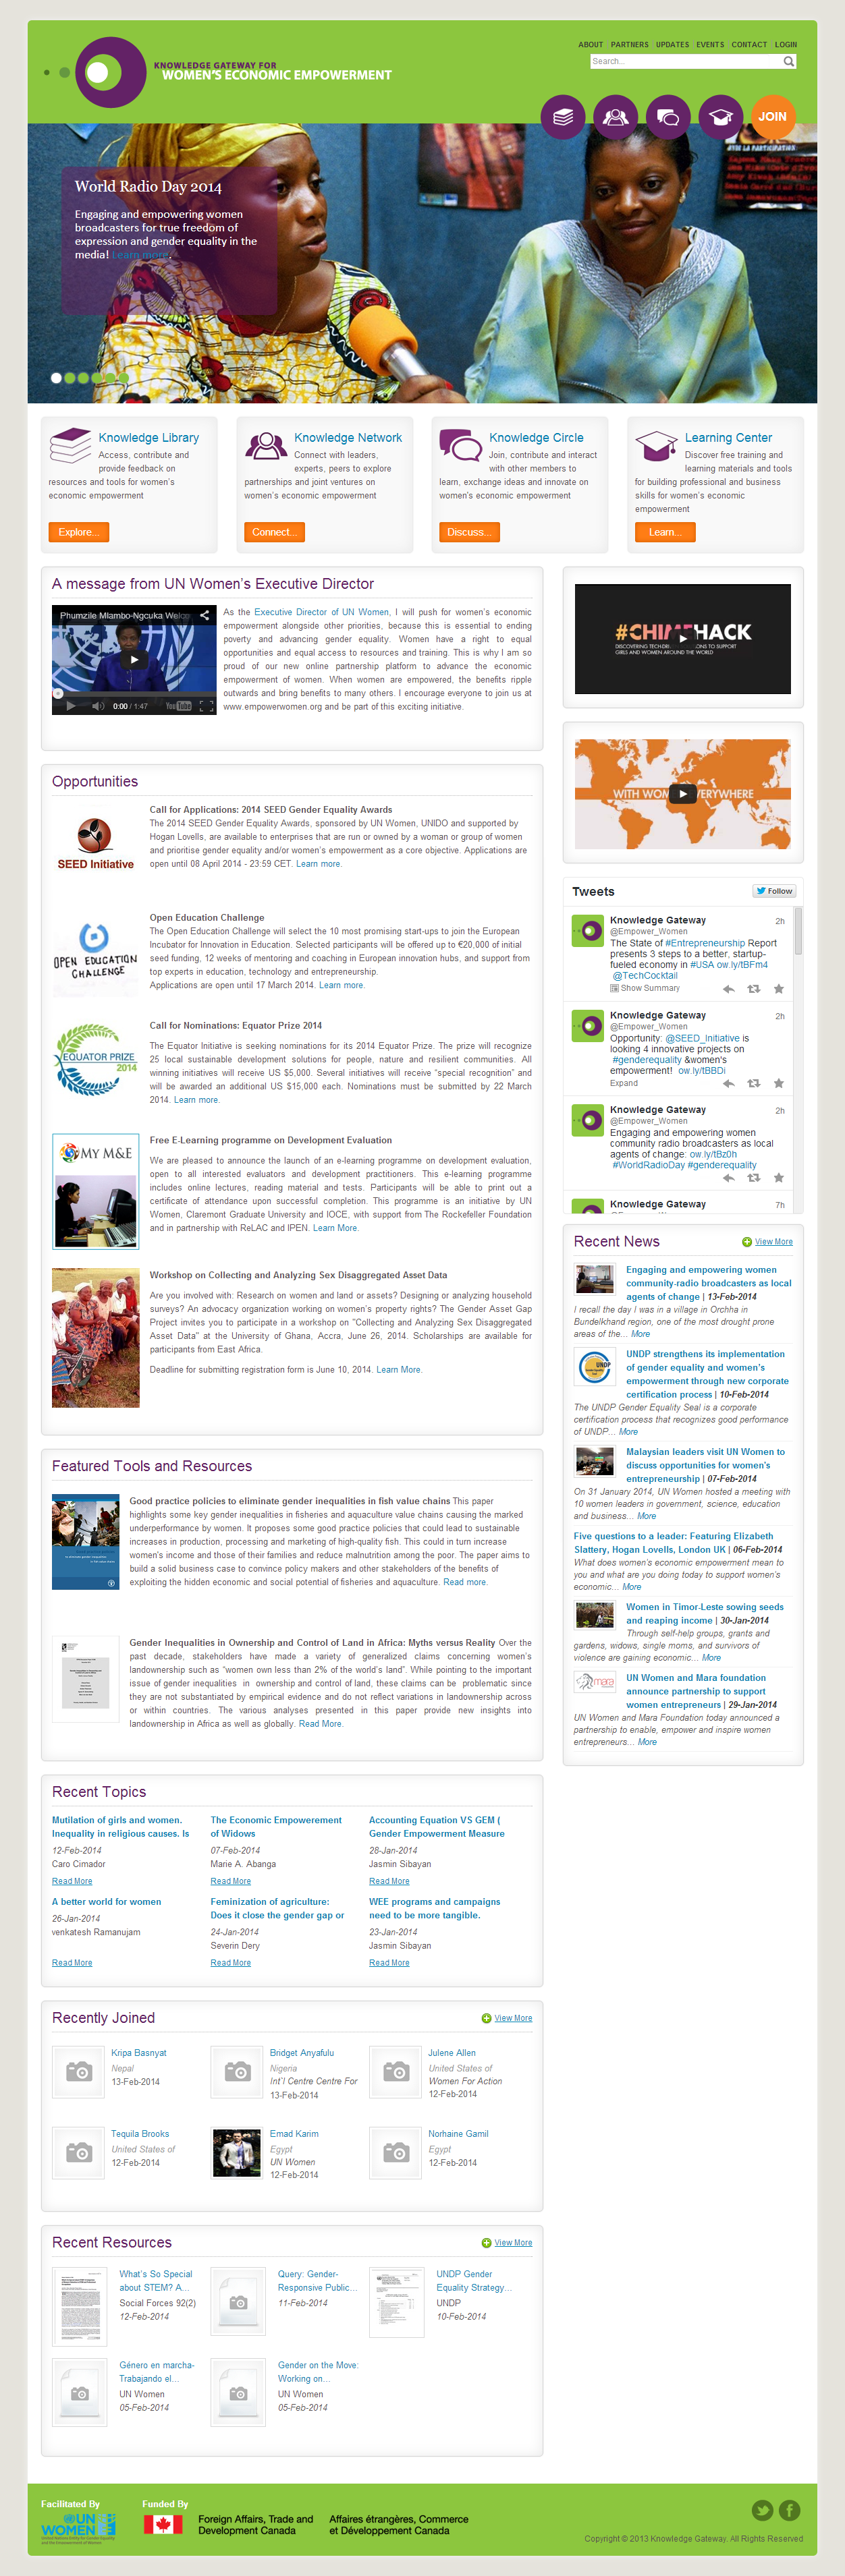 ABOUT PARTNERS UPDATES EVENTS CONTACT LOGIN
Search...
KNOWLEDGE GATEWAY FOR
WOMEN'S ECONOMIC EMPOWERMENT
JOIN
World Radio Day 2014
Engaging and empowering women
broadcasters for true freedom of
expression and gender equality in the
media! Learn more.
Knowledge Library
Access, contribute and
provide feedback on
resources and tools for women's
economic empowerment
Explore...
Knowledge Network
Connect with leaders,
experts, peers to explore
partnerships and joint ventures on
women's economic empowerment
Connect...
Knowledge Circle
Join, contribute and interact
with other members to
learn, exchange ideas and innovate on
women's economic empowerment
Discuss...
Learning Center
Discover free training and
learning materials and tools
for building professional and business
skills for women's economic
empowerment
Learn...
A message from UN Women's Executive Director
Phumzile Mlambo-Ngcuka Welco
0:00 / 1:47
YouTube
As the Executive Director of UN Women, I will push for women's economic
empowerment alongside other priorities, because this is essential to ending
poverty and advancing gender equality. Women have a right to equal
opportunities and equal access to resources and training. This is why I am so
proud of our new online partnership platform to advance the economic
empowerment of women. When women are empowered, the benefits ripple
outwards and bring benefits to many others. I encourage everyone to join us at
www.empowerwomen.org and be part of this exciting initiative.
Opportunities
SEED Initiative
Call for Applications: 2014 SEED Gender Equality Awards
The 2014 SEED Gender Equality Awards, sponsored by UN Women, UNIDO and supported by
Hogan Lovells, are available to enterprises that are run or owned by a woman or group of women
and prioritise gender equality and/or women's empowerment as a core objective. Applications are
open until 08 April 2014 - 23:59 CET. Learn more.
OPEN EDUCATION
CHALLENGE
Open Education Challenge
The Open Education Challenge will select the 10 most promising start-ups to join the European
Incubator for Innovation in Education. Selected participants will be offered up to €20,000 of initial
seed funding, 12 weeks of mentoring and coaching in European innovation hubs, and support from
top experts in education, technology and entrepreneurship.
Applications are open until 17 March 2014. Learn more.
EQUATOR PRIZE
2014
Call for Nominations: Equator Prize 2014
The Equator Initiative is seeking nominations for its 2014 Equator Prize. The prize will recognize
25 local sustainable development solutions for people, nature and resilient communities. All
winning initiatives will receive US $5,000. Several initiatives will receive "special recognition" and
will be awarded an additional US $15,000 each. Nominations must be submitted by 22 March
2014. Learn more.
MY M&E
Free E-Learning programme on Development Evaluation
We are pleased to announce the launch of an e-learning programme on development evaluation,
open to all interested evaluators and development practitioners. This e-learning programme
includes online lectures, reading material and tests. Participants will be able to print out a
certificate of attendance upon successful completion. This programme is an initiative by UN
Women, Claremont Graduate University and IOCE, with support from The Rockefeller Foundation
and in partnership with ReLAC and IPEN. Learn More.
Workshop on Collecting and Analyzing Sex Disaggregated Asset Data
Are you involved with: Research on women and land or assets? Designing or analyzing household
surveys? An advocacy organization working on women's property rights? The Gender Asset Gap
Project invites you to participate in a workshop on "Collecting and Analyzing Sex Disaggregated
Asset Data" at the University of Ghana, Accra, June 26, 2014. Scholarships are available for
participants from East Africa.
Deadline for submitting registration form is June 10, 2014. Learn More.
Featured Tools and Resources
Good practice policies to eliminate gender inequalities in fish value chains This paper
highlights some key gender inequalities in fisheries and aquaculture value chains causing the marked
underperformance by women. It proposes some good practice policies that could lead to sustainable
increases in production, processing and marketing of high-quality fish. This could in turn increase
women's income and those of their families and reduce malnutrition among the poor. The paper aims to
build a solid business case to convince policy makers and other stakeholders of the benefits of
exploiting the hidden economic and social potential of fisheries and aquaculture. Read more.
Gender Inequalities in Ownership and Control of Land in Africa: Myths versus Reality Over the
past decade, stakeholders have made a variety of generalized claims concerning women's
landownership such as "women own less than 2% of the world's land". While pointing to the important
issue of gender inequalities in ownership and control of land, these claims can be problematic since
they are not substantiated by empirical evidence and do not reflect variations in landownership across
or within countries. The various analyses presented in this paper provide new insights into
landownership in Africa as well as globally. Read More.
Recent Topics
Mutilation of girls and women.
Inequality in religious causes. Is
12-Feb-2014
Caro Cimador
Read More
The Economic Empowerement
of Widows
07-Feb-2014
Marie A. Abanga
Read More
Accounting Equation VS GEM (
Gender Empowerment Measure
28-Jan-2014
Jasmin Sibayan
Read More
A better world for women
26-Jan-2014
venkatesh Ramanujam
Read More
Feminization of agriculture:
Does it close the gender gap or
24-Jan-2014
Severin Dery
Read More
WEE programs and campaigns
need to be more tangible.
23-Jan-2014
Jasmin Sibayan
Read More
Recently Joined
View More
Kripa Basnyat
Nepal
13-Feb-2014
Bridget Anyafulu
Nigeria
Int'l Centre Centre For
13-Feb-2014
Julene Allen
United States of
Women For Action
12-Feb-2014
Tequila Brooks
United States of
12-Feb-2014
Emad Karim
Egypt
UN Women
12-Feb-2014
Norhaine Gamil
Egypt
12-Feb-2014
Recent Resources
View More
What's So Special
about STEM? A...
Social Forces 92(2)
12-Feb-2014
Query: Gender-
Responsive Public...
11-Feb-2014
UNDP Gender
Equality Strategy...
UNDP
10-Feb-2014
Género en marcha-
Trabajando el...
UN Women
05-Feb-2014
Gender on the Move:
Working on...
UN Women
05-Feb-2014
#CHIMEHACK
GIRLS AND WOMEN AROUND THE WORLD
Tweets
Follow
Knowledge Gateway 2h
@Empower_Women
The State of #Entrepreneurship Report
presents 3 steps to a better, startup-
fueled economy in #USA ow.ly/tBFm4
@TechCocktail
Show Summary
Knowledge Gateway 2h
@Empower_Women
Opportunity: @SEED_Initiative is
looking 4 innovative projects on
#genderequality &women's
empowerment! ow.ly/tBBDi
Expand
Knowledge Gateway 2h
@Empower_Women
Engaging and empowering women
community radio broadcasters as local
agents of change: ow.ly/tBz0h
#WorldRadioDay #genderequality
Knowledge Gateway 7h
Recent News
View More
Engaging and empowering women
community-radio broadcasters as local
agents of change | 13-Feb-2014
I recall the day I was in a village in Orchha in
Bundelkhand region, one of the most drought prone
areas of the... More
UNDP
UNDP strengthens its implementation
of gender equality and women's
empowerment through new corporate
certification process | 10-Feb-2014
The UNDP Gender Equality Seal is a corporate
certification process that recognizes good performance
of UNDP... More
Malaysian leaders visit UN Women to
discuss opportunities for women's
entrepreneurship | 07-Feb-2014
On 31 January 2014, UN Women hosted a meeting with
10 women leaders in government, science, education
and business... More
Five questions to a leader: Featuring Elizabeth
Slattery, Hogan Lovells, London UK | 06-Feb-2014
What does women's economic empowerment mean to
you and what are you doing today to support women's
economic... More
Women in Timor-Leste sowing seeds
and reaping income | 30-Jan-2014
Through self-help groups, grants and
gardens, widows, single moms, and survivors of
violence are gaining economic... More
mara
UN Women and Mara foundation
announce partnership to support
women entrepreneurs | 29-Jan-2014
UN Women and Mara Foundation today announced a
partnership to enable, empower and inspire women
entrepreneurs... More
Facilitated By
UN
WOMEN
Funded By
Foreign Affairs, Trade and
Development Canada
Affaires étrangères, Commerce
et Développement Canada
Copyright © 2013 Knowledge Gateway. All Rights Reserved